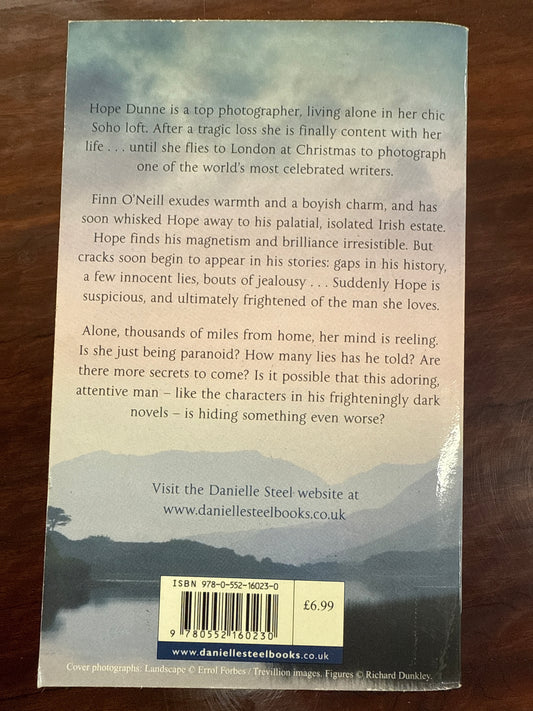 Hope Dunne is a top photographer, living alone in her chic
Soho loft. After a tragic loss she is finally content with her
life . . . until she flies to London at Christmas to photograph
one of the world's most celebrated writers.
Finn O'Neill exudes warmth and a boyish charm, and has
soon whisked Hope away to his palatial, isolated Irish estate.
Hope finds his magnetism and brilliance irresistible. But
cracks soon begin to appear in his stories: gaps in his history,
a few innocent lies, bouts of jealousy . . . Suddenly Hope is
suspicious, and ultimately frightened of the man she loves.
Alone, thousands of miles from home, her mind is reeling.
Is she just being paranoid? How many lies has he told? Are
there more secrets to come? Is it possible that this adoring,
attentive man – like the characters in his frighteningly dark
novels – is hiding something even worse?
Visit the Danielle Steel website at
www.daniellesteelbooks.co.uk
ISBN 978-0-552-16023-0
£6.99
9 780552 160230
www.daniellesteelbooks.co.uk
Cover photographs: Landscape © Errol Forbes / Trevillion images. Figures © Richard Dunkley.